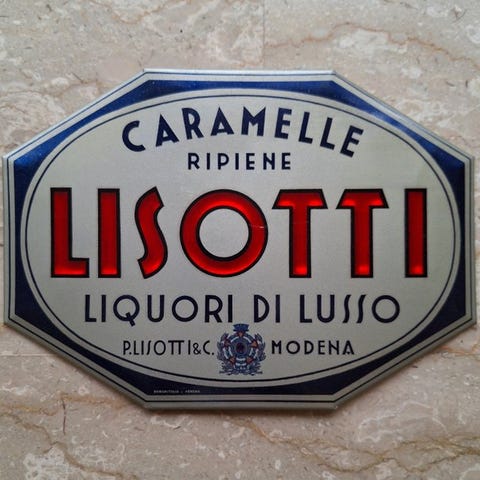 CARAMELLE
RIPIENE
LISOTTI
LIQUORI DI LUSSO
P.LISOTTI & C. MODENA